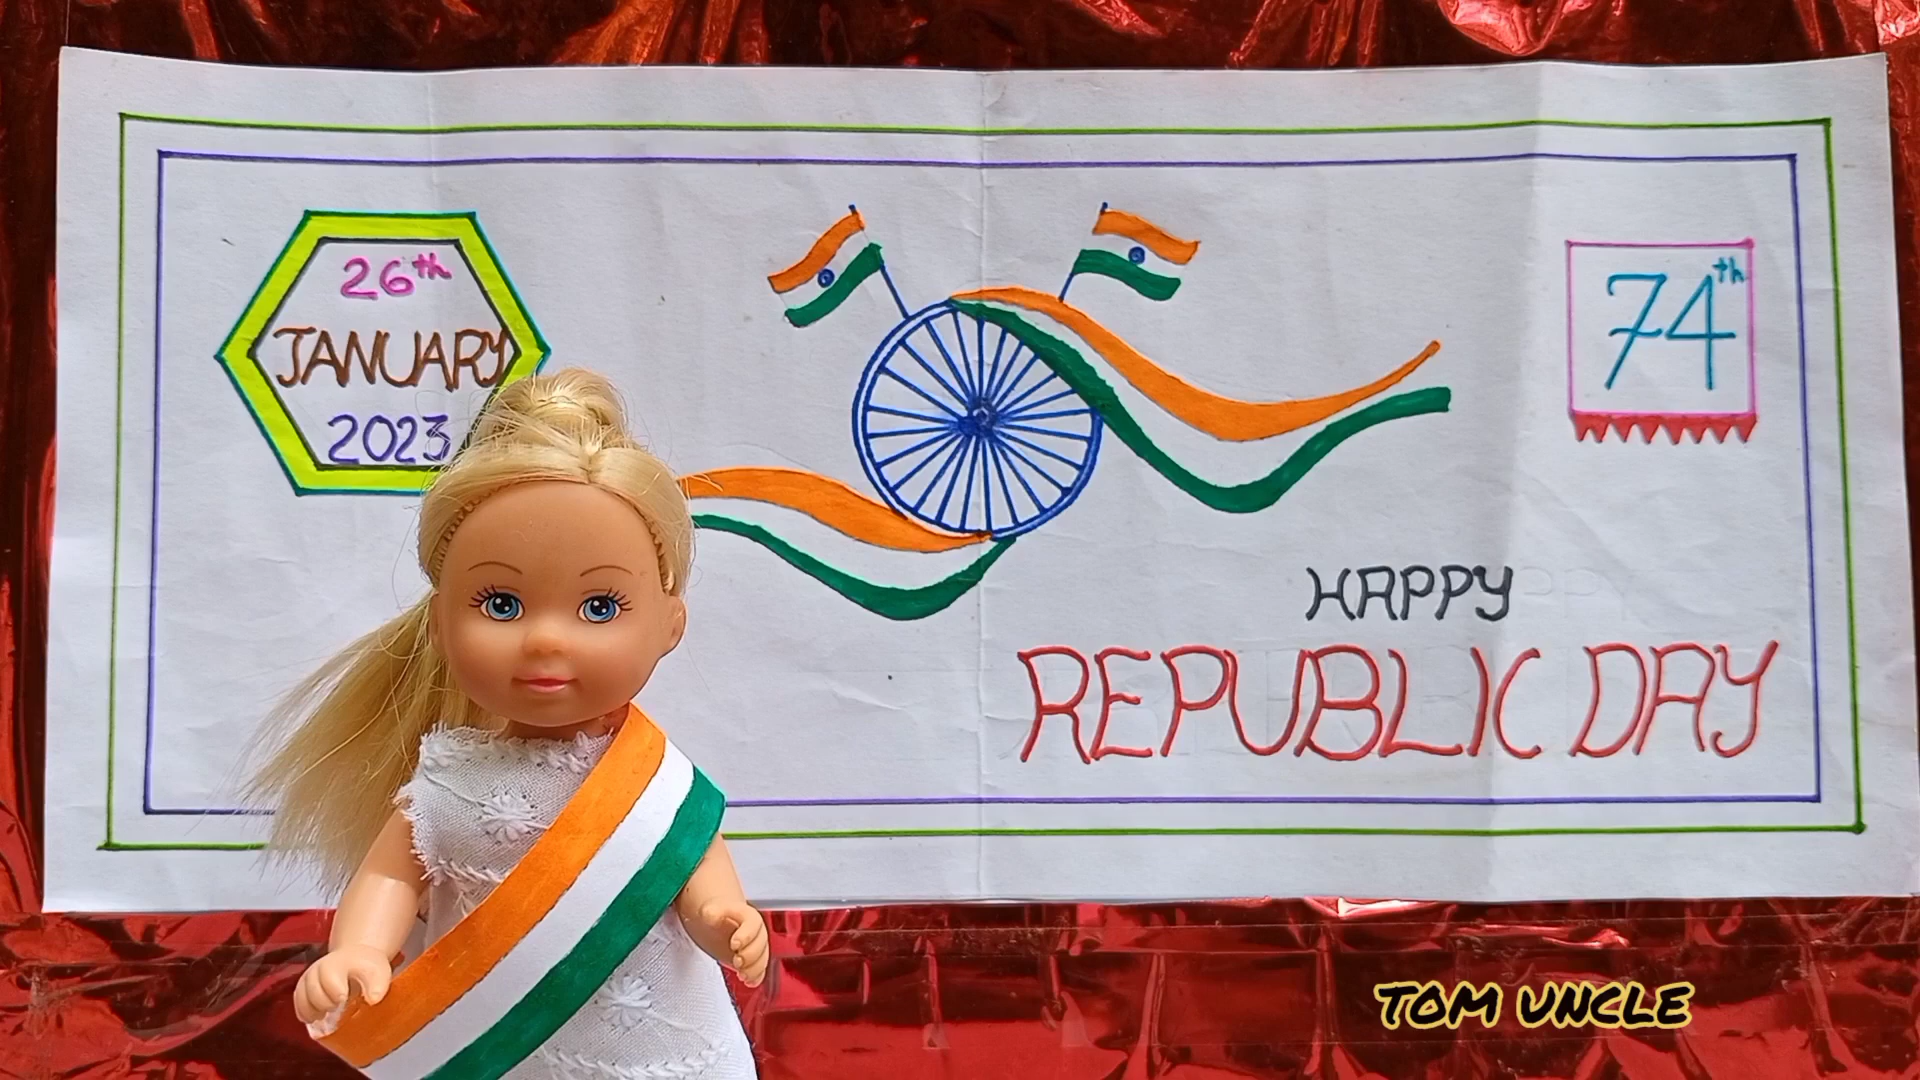 26th
JANUARY
2023
74th
HAPPY
REPUBLIC DAY
TOM UNCLE